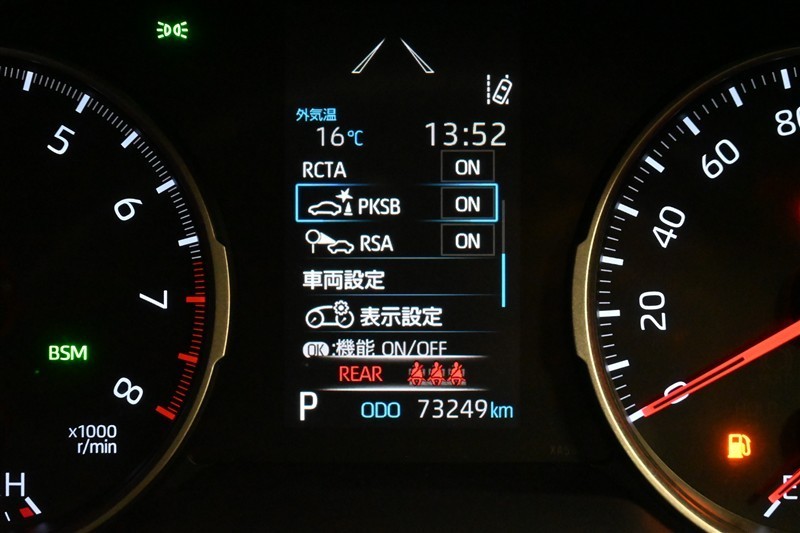 外気温
16℃ 13:52
RCTA ON
PKSB ON
RSA ON
車両設定
表示設定
OK:機能 ON/OFF
REAR
P ODO 73249km
5
6
7
8
x1000
r/min
BSM
H
0
20
40
60
80
E